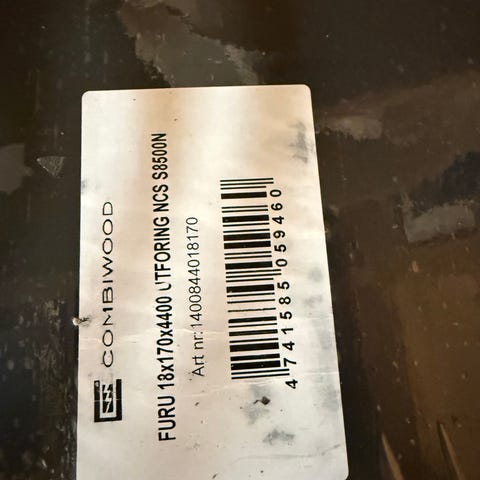 COMBIWOOD
FURU 18x170x4400 UTFORING NCS S8500N
Art nr:1400844018170
4 741585 059460